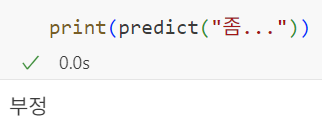 print(predict("좀..."))
✓ 0.0s
부정